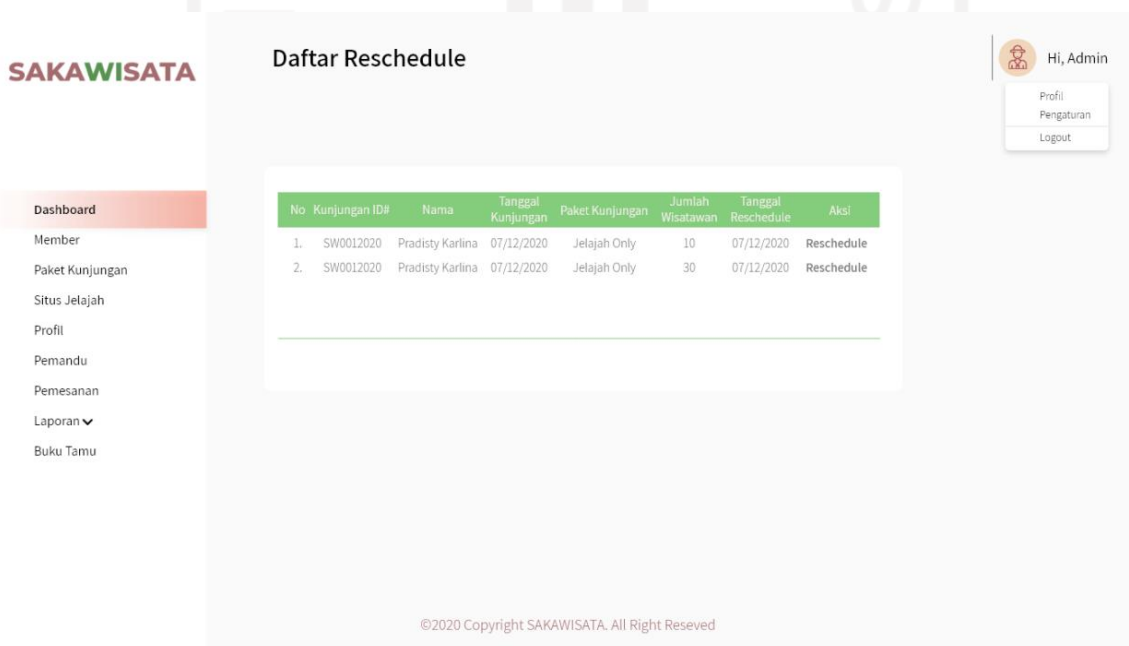 SAKAWISATA
Daftar Reschedule
Hi, Admin
Profil
Pengaturan
Logout
Dashboard
Member
Paket Kunjungan
Situs Jelajah
Profil
Pemandu
Pemesanan
Laporan
Buku Tamu
No Kunjungan ID# Nama Tanggal Kunjungan Paket Kunjungan Jumlah Wisatawan Tanggal Reschedule Aksi
1. SW0012020 Pradisty Karlina 07/12/2020 Jelajah Only 10 07/12/2020 Reschedule
2. SW0012020 Pradisty Karlina 07/12/2020 Jelajah Only 30 07/12/2020 Reschedule
©2020 Copyright SAKAWISATA. All Right Reseved